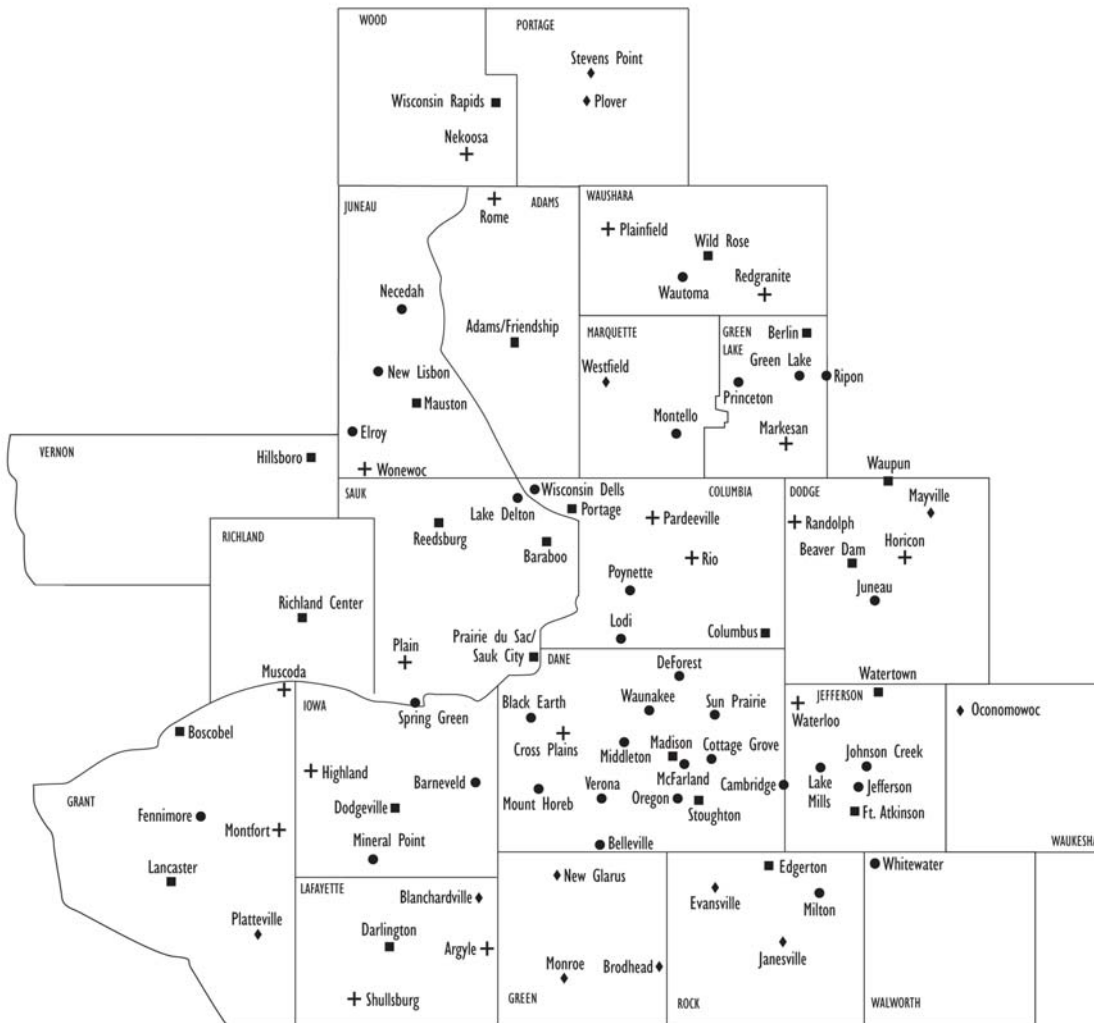 WOOD
PORTAGE
Stevens Point
Wisconsin Rapids
Plover
Nekoosa
JUNEAU
Rome
ADAMS
WAUSHARA
Plainfield
Wild Rose
Wautoma
Redgranite
Necedah
Adams/Friendship
MARQUETTE
GREEN
LAKE
Berlin
Westfield
Green Lake
Ripon
New Lisbon
Princeton
Mauston
Montello
Elroy
Markesan
VERNON
Hillsboro
Wonewoc
Waupun
SAUK
Wisconsin Dells
COLUMBIA
DODGE
Mayville
Lake Delton
Portage
Pardeeville
Randolph
RICHLAND
Reedsburg
Baraboo
Rio
Beaver Dam
Horicon
Poynette
Juneau
Richland Center
Lodi
Columbus
Plain
Prairie du Sac/
Sauk City
DANE
Muscoda
DeForest
Watertown
IOWA
Spring Green
Black Earth
Waunakee
Sun Prairie
JEFFERSON
Waterloo
Oconomowoc
Boscobel
Cross Plains
Middleton
Madison
Cottage Grove
Johnson Creek
Highland
Barneveld
McFarland
Lake
Mills
Jefferson
GRANT
Dodgeville
Mount Horeb
Verona
Oregon
Stoughton
Cambridge
Ft. Atkinson
Fennimore
Montfort
Mineral Point
Belleville
WAUKESHA
Lancaster
LAFAYETTE
Blanchardville
New Glarus
Edgerton
Whitewater
Evansville
Milton
Platteville
Darlington
Argyle
Monroe
Brodhead
Janesville
Shullsburg
GREEN
ROCK
WALWORTH